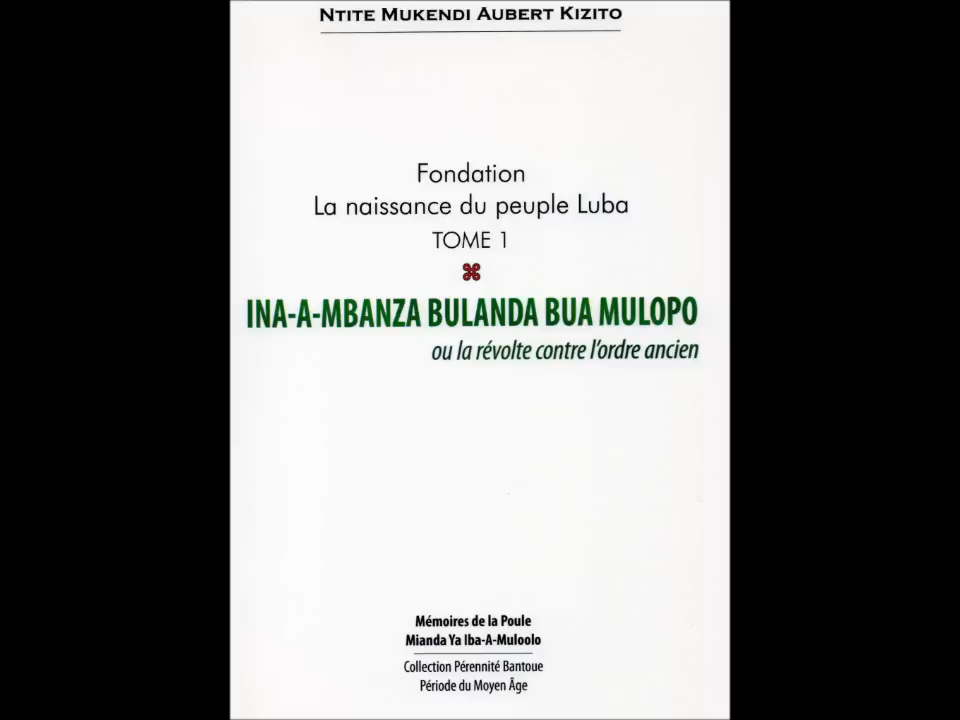 NTITE MUKENDI AUBERT KIZITO
Fondation
La naissance du peuple Luba
TOME 1
INA-A-MBANZA BULANDA BUA MULOPO
ou la révolte contre l'ordre ancien
Mémoires de la Poule
Mianda Ya Iba-A-Muloolo
Collection Pérennité Bantoue
Période du Moyen Âge